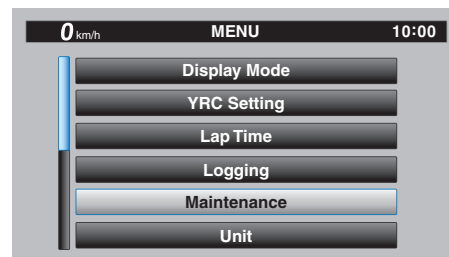 0 km/h MENU 10:00
Display Mode
YRC Setting
Lap Time
Logging
Maintenance
Unit